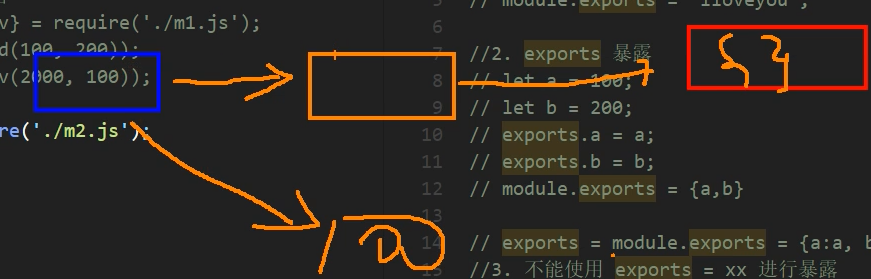 v} = require('./m1.js');
d(100, 200));
v(2000, 100));
re('./m2.js');
5 // module.exports = 'iloveyou';
6
7 //2. exports 暴露
8 // let a = 100;
9 // let b = 200;
10 // exports.a = a;
11 // exports.b = b;
12 // module.exports = {a,b}
13
14 // exports = module.exports = {a:a, b
15 //3. 不能使用 exports = xx 进行暴露